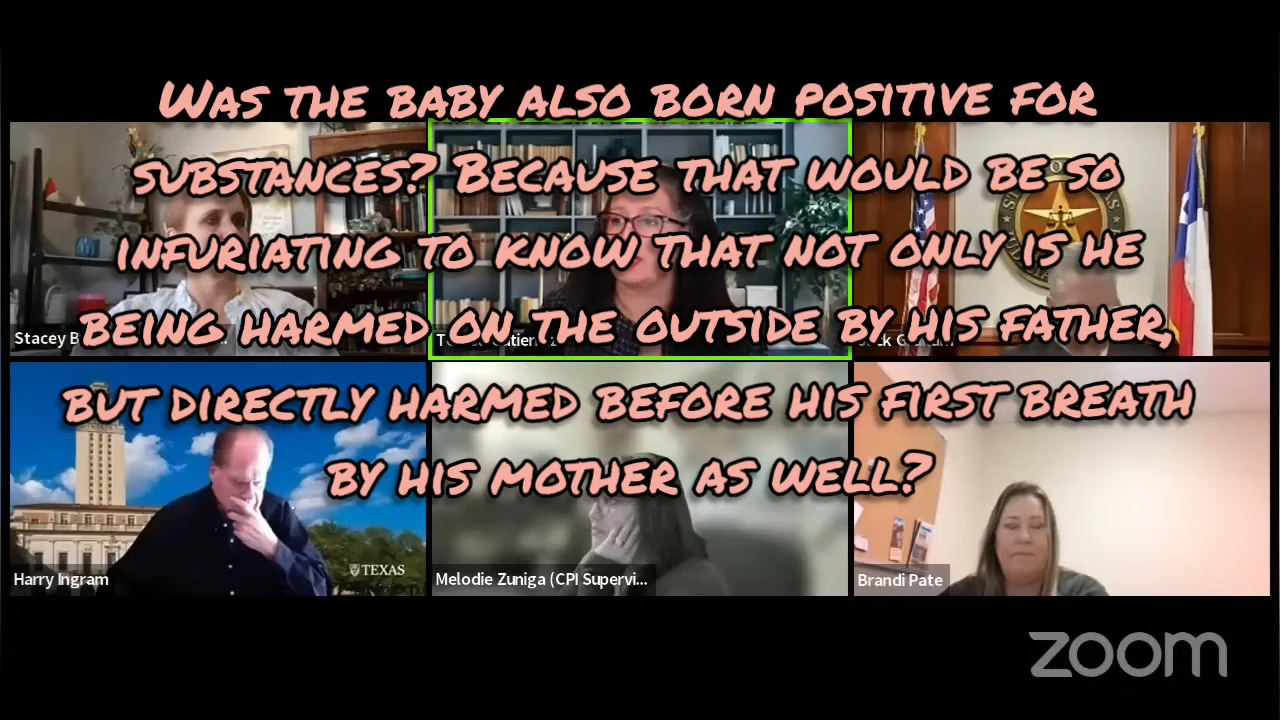 Was the baby also born positive for
substances? Because that would be so
infuriating to know that not only is he
being harmed on the outside by his father,
but directly harmed before his first breath
by his mother as well?
Stacey B
Harry Ingram
TEXAS
Melodie Zuniga (CPI Supervi...
Brandi Pate
zoom